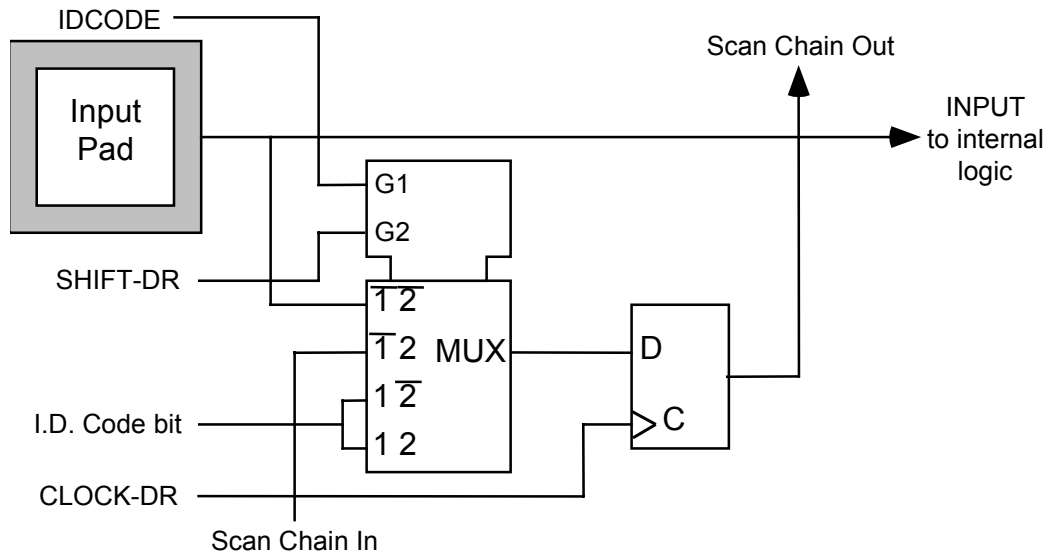 IDCODE
Scan Chain Out
Input
Pad
INPUT
to internal
logic
G1
G2
SHIFT-DR
1̅ 2̅
1̅ 2
MUX
D
1 2̅
I.D. Code bit
1 2
C
CLOCK-DR
Scan Chain In